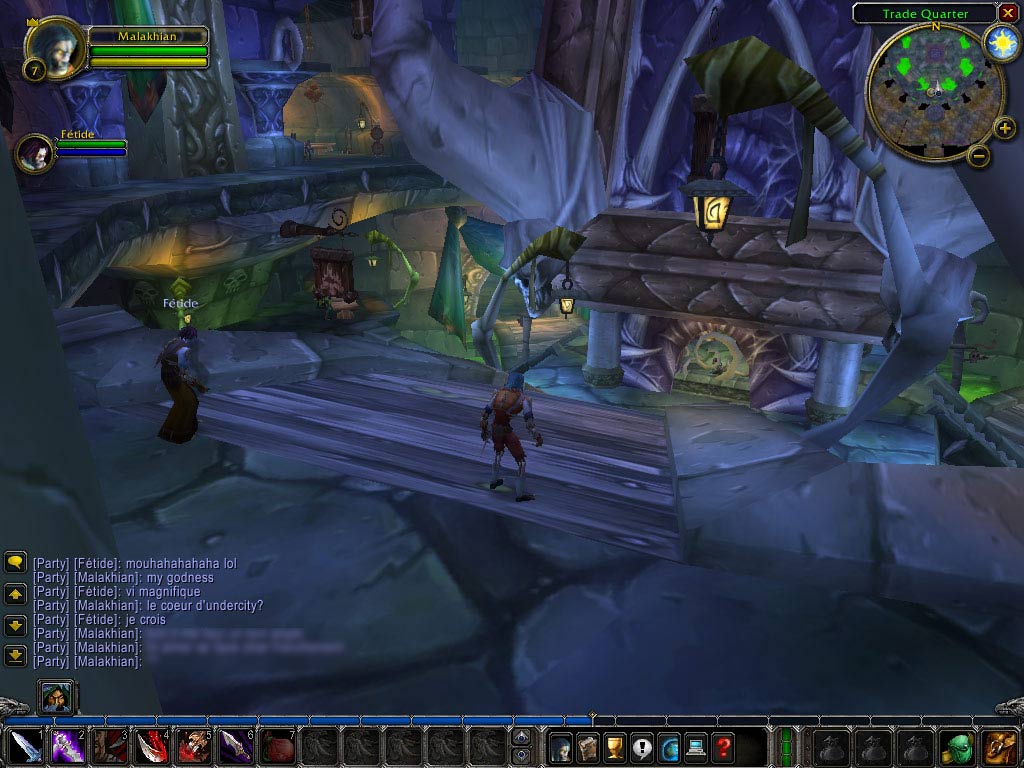 Malakhian
7
Fétide
Trade Quarter
N
Fétide
[Party] [Fétide]: mouhahahahaha lol
[Party] [Malakhian]: my godness
[Party] [Fétide]: vi magnifique
[Party] [Malakhian]: le coeur d'undercity?
[Party] [Fétide]: je crois
[Party] [Malakhian]:
[Party] [Malakhian]:
[Party] [Malakhian]:
2 3 4 5 6 7